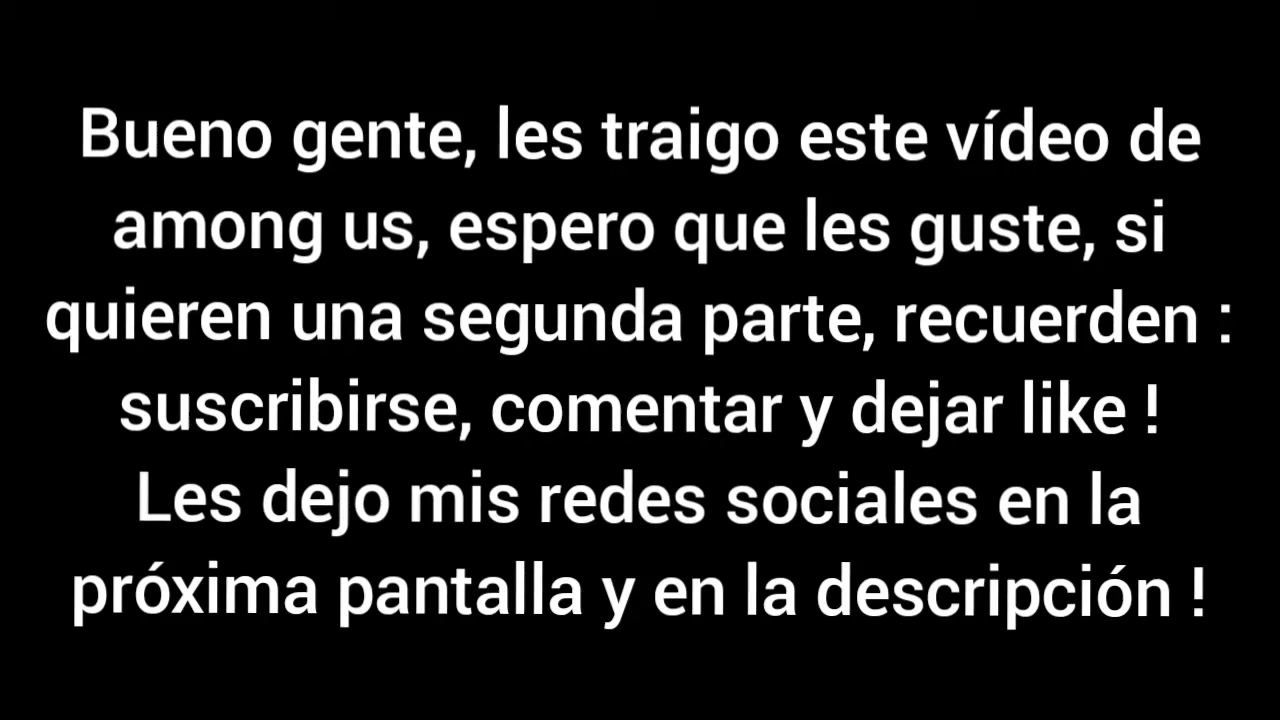 Bueno gente, les traigo este vídeo de
among us, espero que les guste, si
quieren una segunda parte, recuerden :
suscribirse, comentar y dejar like !
Les dejo mis redes sociales en la
próxima pantalla y en la descripción !